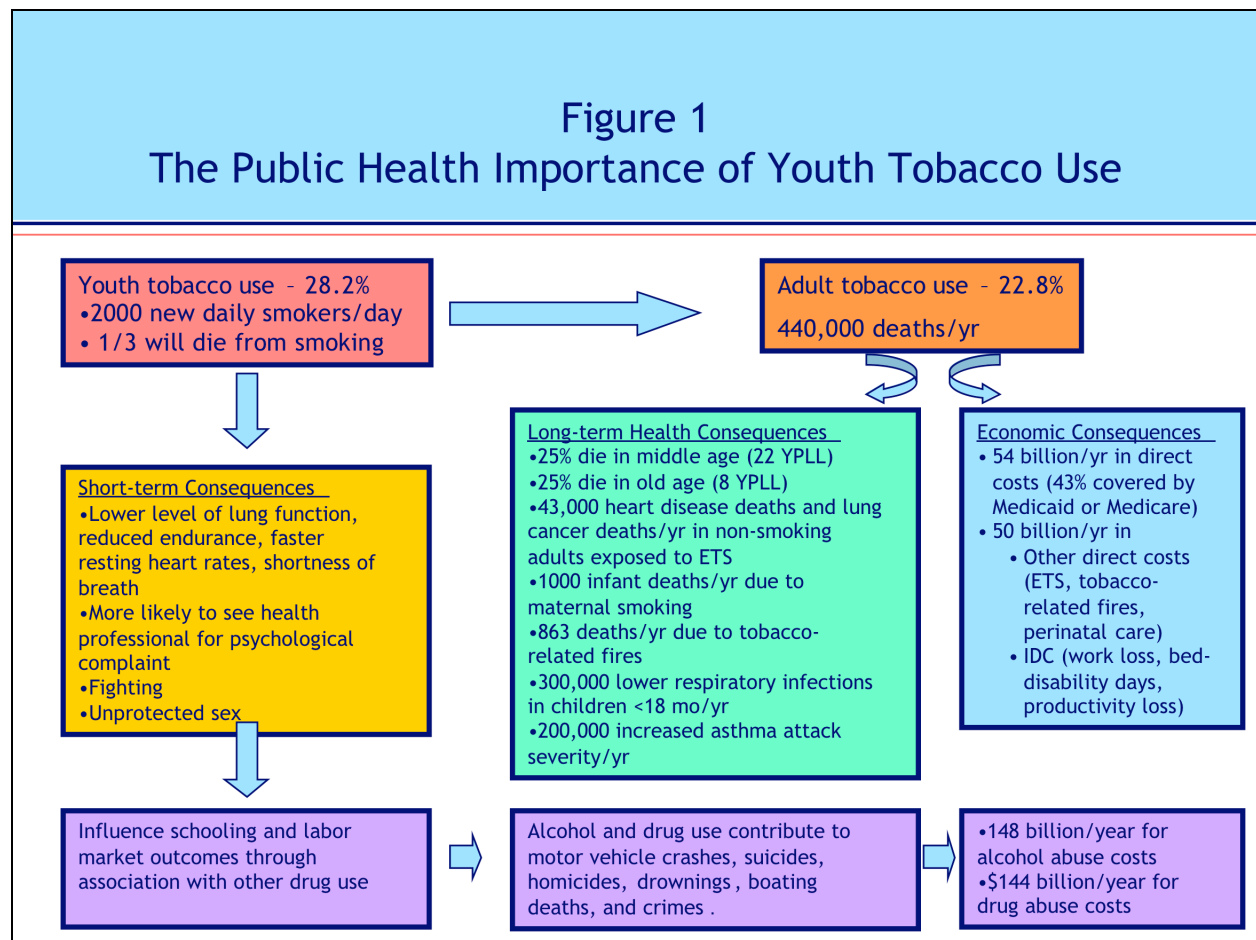 Figure 1
The Public Health Importance of Youth Tobacco Use
Youth tobacco use – 28.2%
•2000 new daily smokers/day
• 1/3 will die from smoking
Adult tobacco use – 22.8%
440,000 deaths/yr
Short-term Consequences
•Lower level of lung function,
reduced endurance, faster
resting heart rates, shortness of
breath
•More likely to see health
professional for psychological
complaint
•Fighting
•Unprotected sex
Long-term Health Consequences
•25% die in middle age (22 YPLL)
•25% die in old age (8 YPLL)
•43,000 heart disease deaths and lung
cancer deaths/yr in non-smoking
adults exposed to ETS
•1000 infant deaths/yr due to
maternal smoking
•863 deaths/yr due to tobacco-
related fires
•300,000 lower respiratory infections
in children <18 mo/yr
•200,000 increased asthma attack
severity/yr
Economic Consequences
• 54 billion/yr in direct
costs (43% covered by
Medicaid or Medicare)
• 50 billion/yr in
• Other direct costs
(ETS, tobacco-
related fires,
perinatal care)
• IDC (work loss, bed-
disability days,
productivity loss)
Influence schooling and labor
market outcomes through
association with other drug use
Alcohol and drug use contribute to
motor vehicle crashes, suicides,
homicides, drownings, boating
deaths, and crimes.
•148 billion/year for
alcohol abuse costs
•$144 billion/year for
drug abuse costs